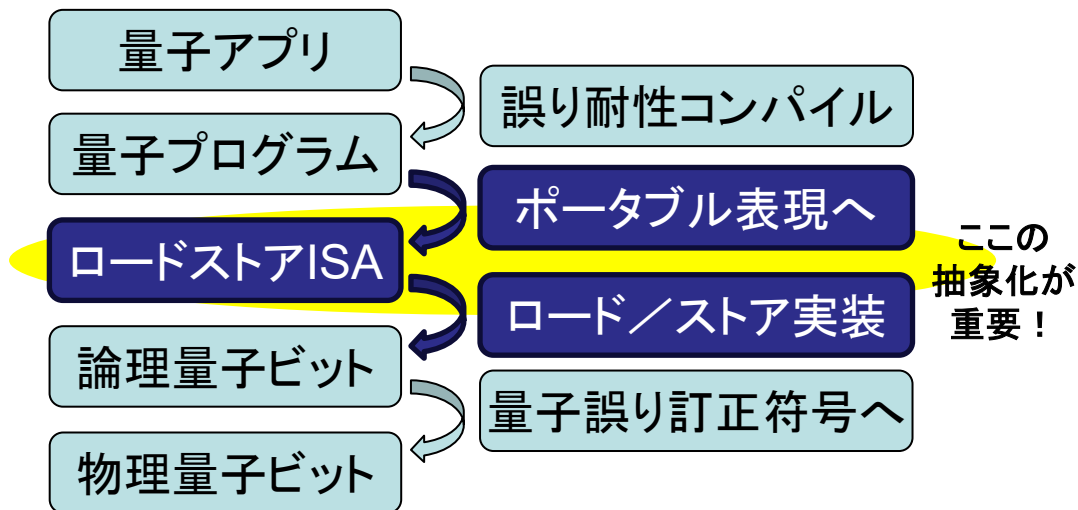 量子アプリ
誤り耐性コンパイル
量子プログラム
ポータブル表現へ
ロードストアISA
ここの
抽象化が
重要！
ロード／ストア実装
論理量子ビット
量子誤り訂正符号へ
物理量子ビット